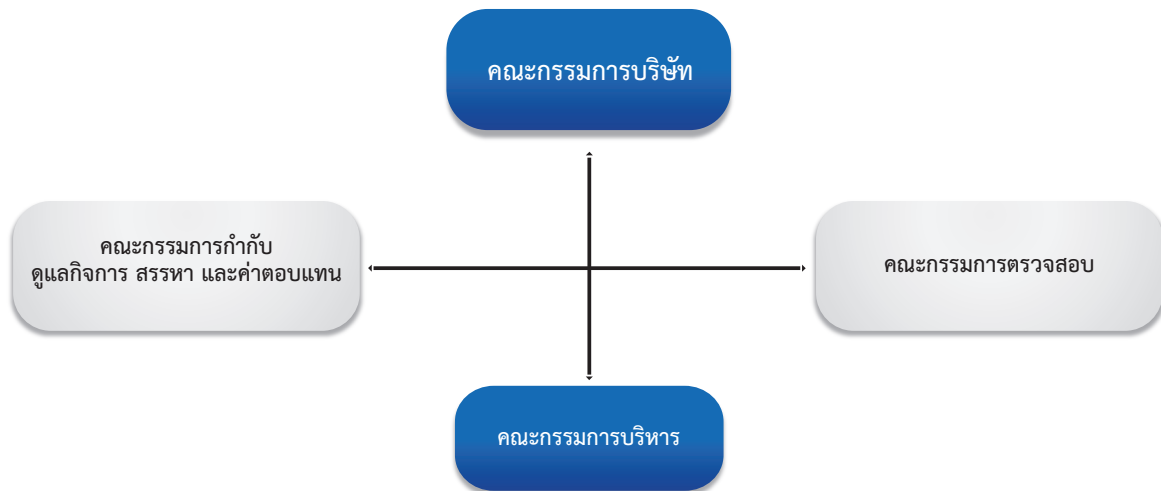 คณะกรรมการบริษัท
คณะกรรมการกำกับ
ดูแลกิจการ สรรหา และค่าตอบแทน
คณะกรรมการตรวจสอบ
คณะกรรมการบริหาร